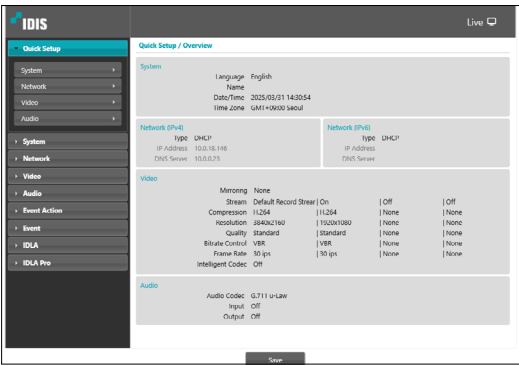 IDIS
Live
Quick Setup
Quick Setup / Overview
System
Network
Video
Audio
System
Network
Video
Audio
Event Action
Event
IDLA
IDLA Pro
System
Language English
Name
Date/Time 2025/03/31 14:30:54
Time Zone GMT+09:00 Seoul
Network (IPv4)
Type DHCP
IP Address 10.0.18.146
DNS Server 10.0.0.23
Network (IPv6)
Type DHCP
IP Address
DNS Server
Video
Mirroring None
Stream Default Record Strear | On | Off | Off
Compression H.264 | H.264 | None | None
Resolution 3840x2160 | 1920x1080 | None | None
Quality Standard | Standard | None | None
Bitrate Control VBR | VBR | None | None
Frame Rate 30 ips | 30 ips | None | None
Intelligent Codec Off
Audio
Audio Codec G.711 u-Law
Input Off
Output Off
Save